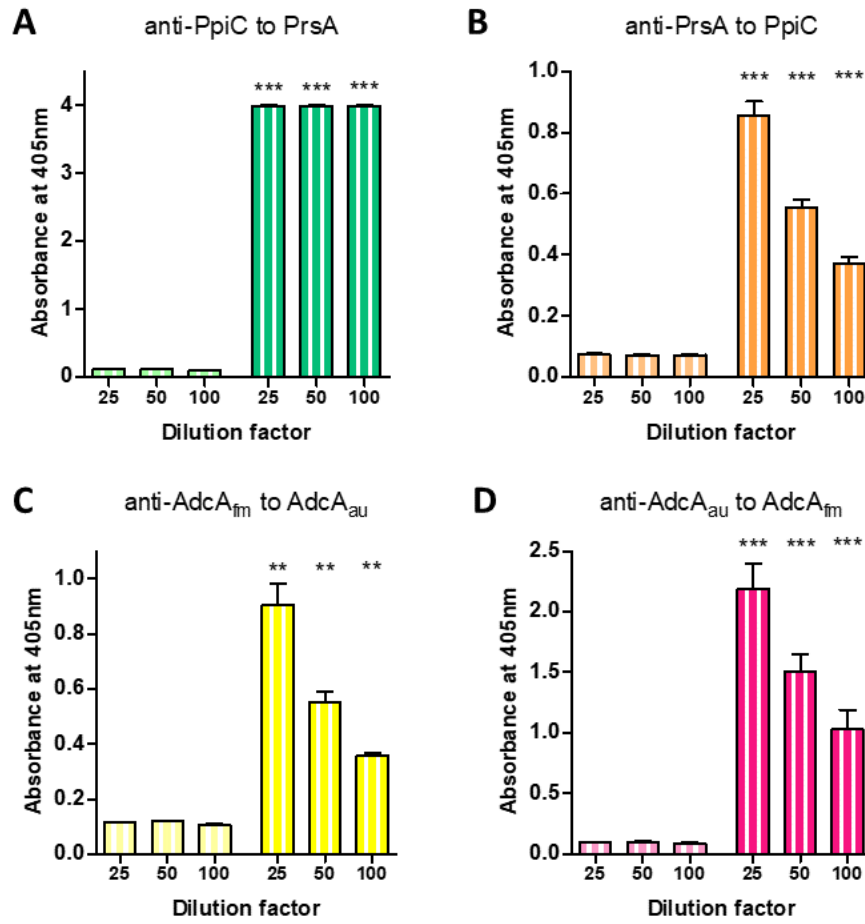 A
anti-PpiC to PrsA
Absorbance at 405nm
4
2
0
*** *** ***
25 50 100 25 50 100
Dilution factor
B
anti-PrsA to PpiC
Absorbance at 405nm
1.0
0.8
0.6
0.4
0.2
0.0
*** *** ***
25 50 100 25 50 100
Dilution factor
C
anti-AdcAfm to AdcAau
Absorbance at 405nm
1.0
0.8
0.6
0.4
0.2
0.0
** ** **
25 50 100 25 50 100
Dilution factor
D
anti-AdcAau to AdcAfm
Absorbance at 405nm
2.5
2.0
1.5
1.0
0.5
0.0
*** *** ***
25 50 100 25 50 100
Dilution factor